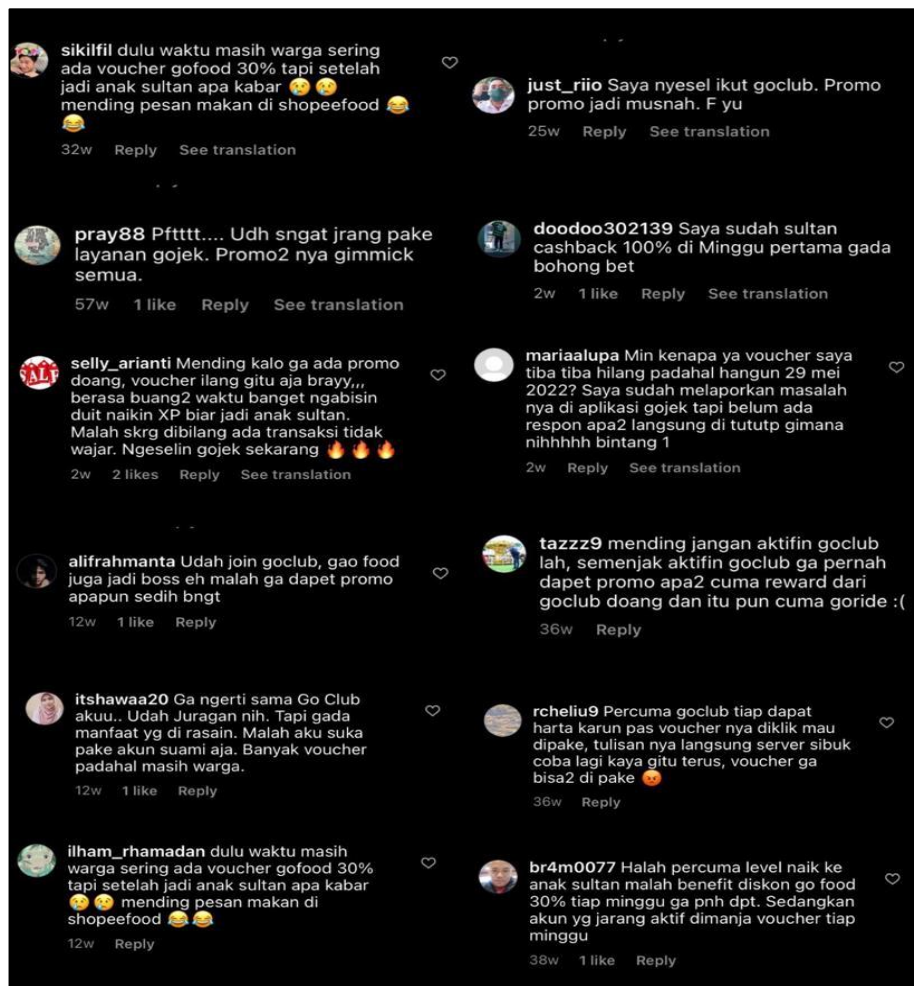 sikilfil dulu waktu masih warga sering
ada voucher gofood 30% tapi setelah
jadi anak sultan apa kabar 😢 😢
mending pesan makan di shopeefood 😂
😂
32w Reply See translation
just_riio Saya nyesel ikut goclub. Promo
promo jadi musnah. F yu
25w Reply See translation
pray88 Pftttt.... Udh sngat jrang pake
layanan gojek. Promo2 nya gimmick
semua.
57w 1 like Reply See translation
doodoo302139 Saya sudah sultan
cashback 100% di Minggu pertama gada
bohong bet
2w 1 like Reply See translation
SALE
selly_arianti Mending kalo ga ada promo
doang, voucher ilang gitu aja brayy,,,
berasa buang2 waktu banget ngabisin
duit naikin XP biar jadi anak sultan.
Malah skrg dibilang ada transaksi tidak
wajar. Ngeselin gojek sekarang 🔥 🔥 🔥
2w 2 likes Reply See translation
mariaalupa Min kenapa ya voucher saya
tiba tiba hilang padahal hangun 29 mei
2022? Saya sudah melaporkan masalah
nya di aplikasi gojek tapi belum ada
respon apa2 langsung di tututp gimana
nihhhhh bintang 1
2w Reply See translation
alifrahmanta Udah join goclub, gao food
juga jadi boss eh malah ga dapet promo
apapun sedih bngt
12w 1 like Reply
tazzz9 mending jangan aktifin goclub
lah, semenjak aktifin goclub ga pernah
dapet promo apa2 cuma reward dari
goclub doang dan itu pun cuma goride :(
36w Reply
itshawaa20 Ga ngerti sama Go Club
akuu.. Udah Juragan nih. Tapi gada
manfaat yg di rasain. Malah aku suka
pake akun suami aja. Banyak voucher
padahal masih warga.
12w 1 like Reply
rcheliu9 Percuma goclub tiap dapat
harta karun pas voucher nya diklik mau
dipake, tulisan nya langsung server sibuk
coba lagi kaya gitu terus, voucher ga
bisa2 di pake 😡
36w Reply
ilham_rhamadan dulu waktu masih
warga sering ada voucher gofood 30%
tapi setelah jadi anak sultan apa kabar
😢 😢 mending pesan makan di
shopeefood 😂 😂
12w Reply
br4m0077 Halah percuma level naik ke
anak sultan malah benefit diskon go food
30% tiap minggu ga pnh dpt. Sedangkan
akun yg jarang aktif dimanja voucher tiap
minggu
38w 1 like Reply